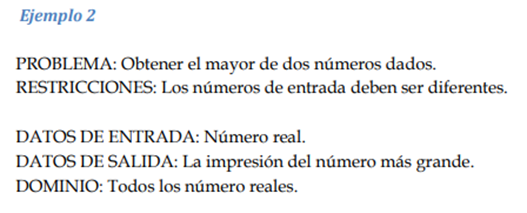 Ejemplo 2
PROBLEMA: Obtener el mayor de dos números dados.
RESTRICCIONES: Los números de entrada deben ser diferentes.
DATOS DE ENTRADA: Número real.
DATOS DE SALIDA: La impresión del número más grande.
DOMINIO: Todos los número reales.